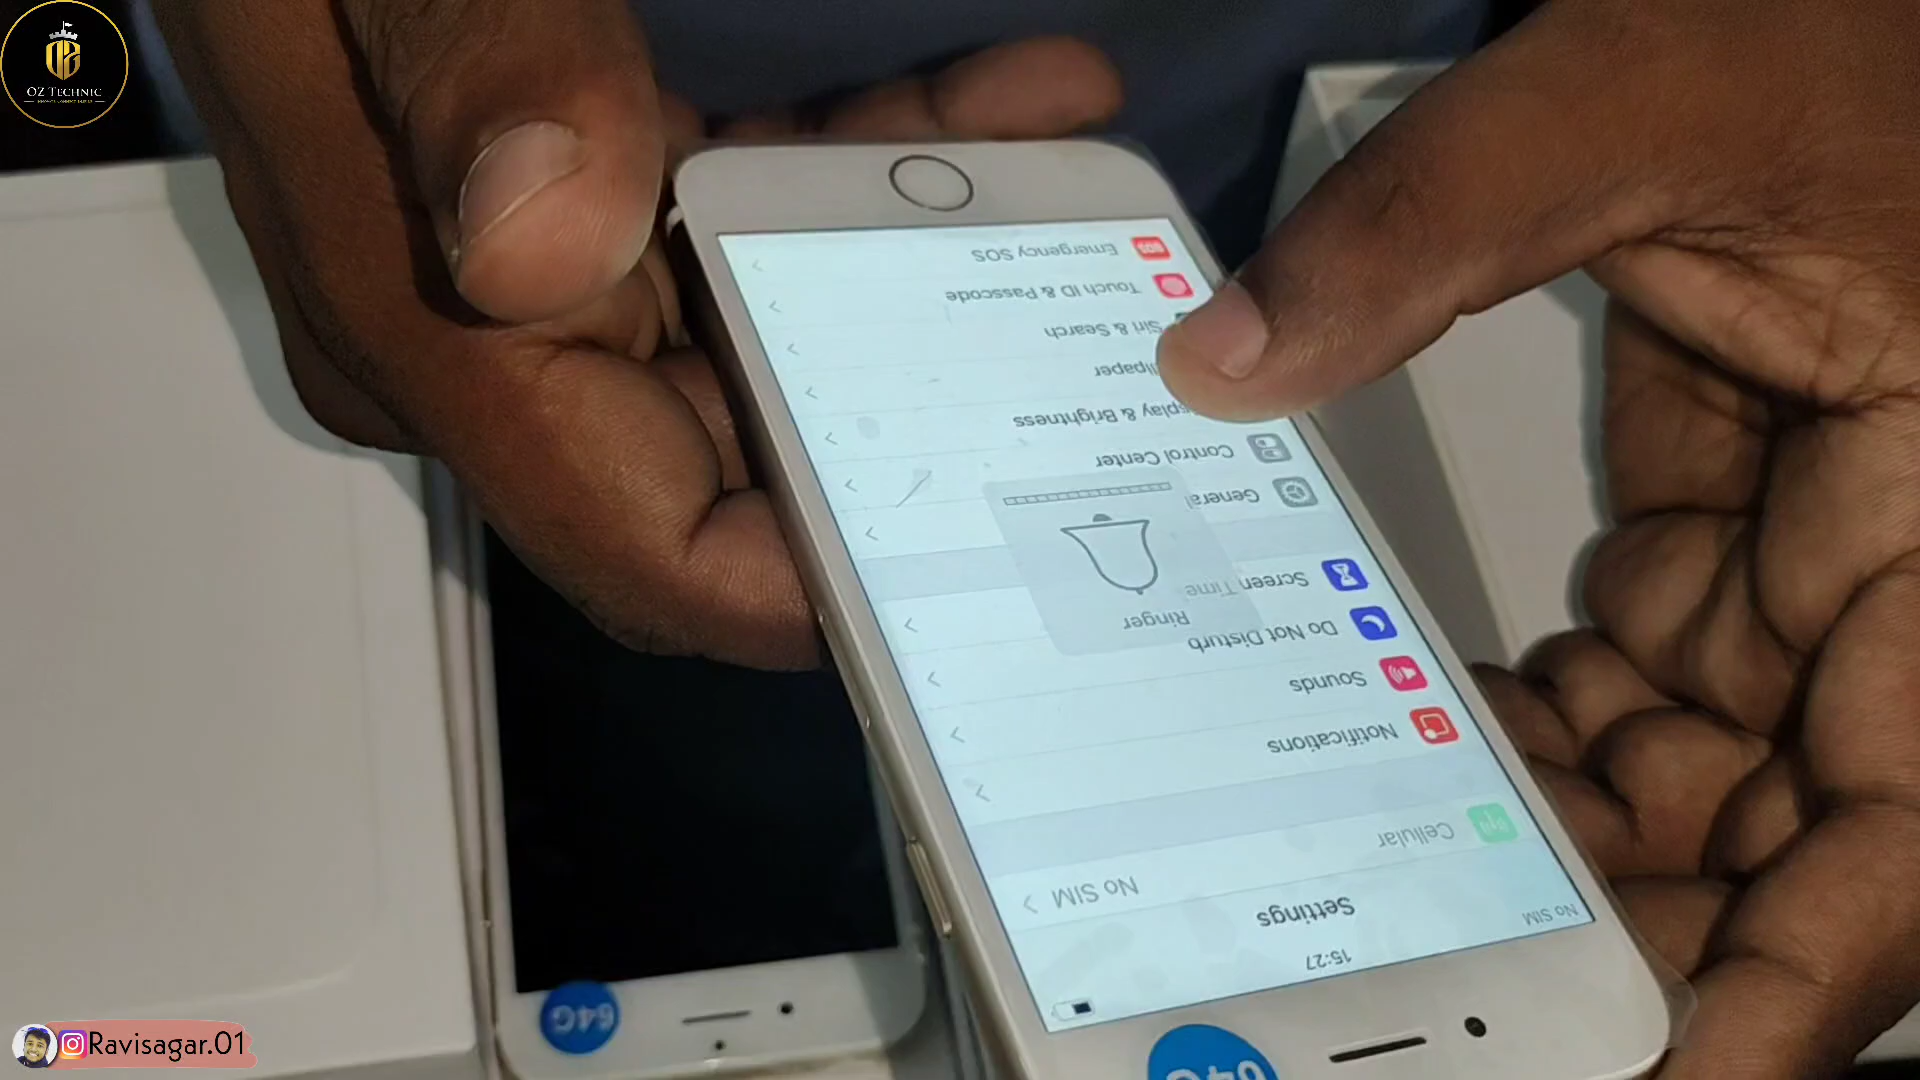 OZ TECHNIC
Emergency SOS
SOS
Touch ID & Passcode
Siri & Search
Display & Brightness
Control Center
General
Screen Time
Ringer
Do Not Disturb
Sounds
Notifications
Cellular
No SIM
Settings
No SIM
15:27
64G
64G
Ravisagar.01